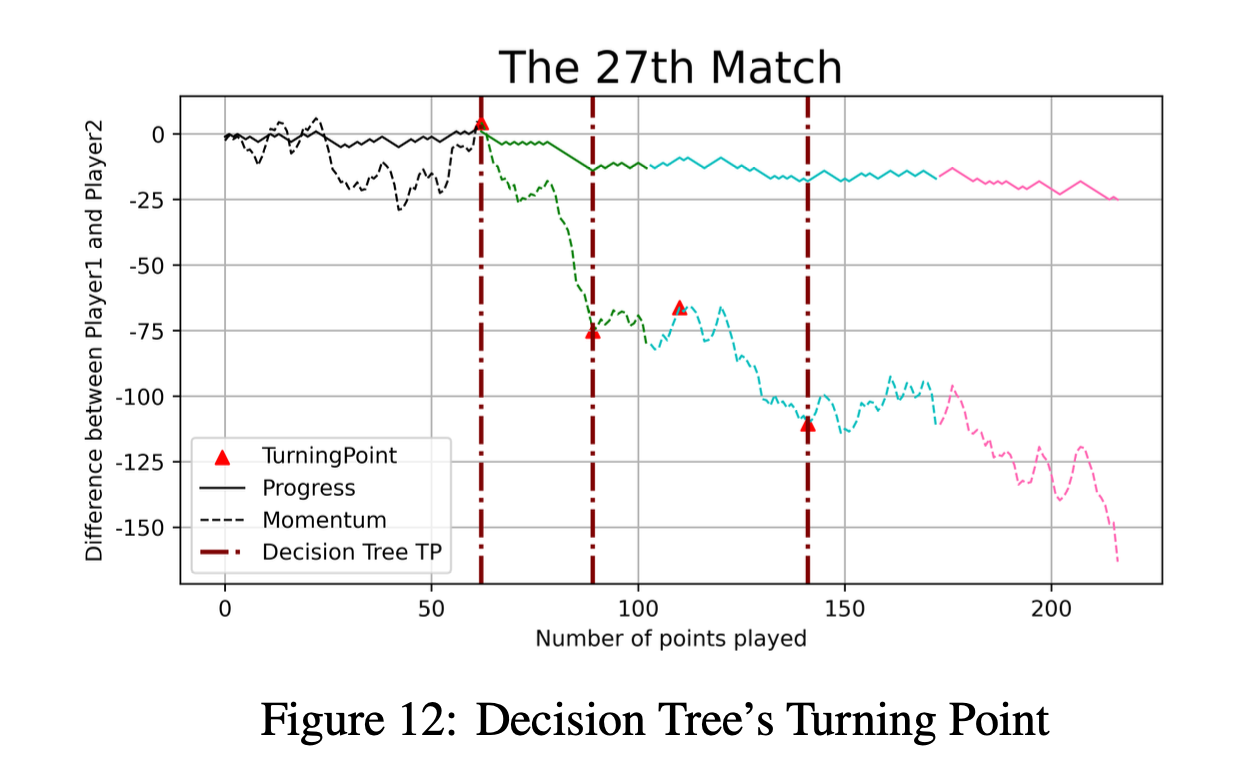 The 27th Match
Difference between Player1 and Player2
0
-25
-50
-75
-100
-125
-150
TurningPoint
Progress
Momentum
Decision Tree TP
0 50 100 150 200
Number of points played
Figure 12: Decision Tree's Turning Point